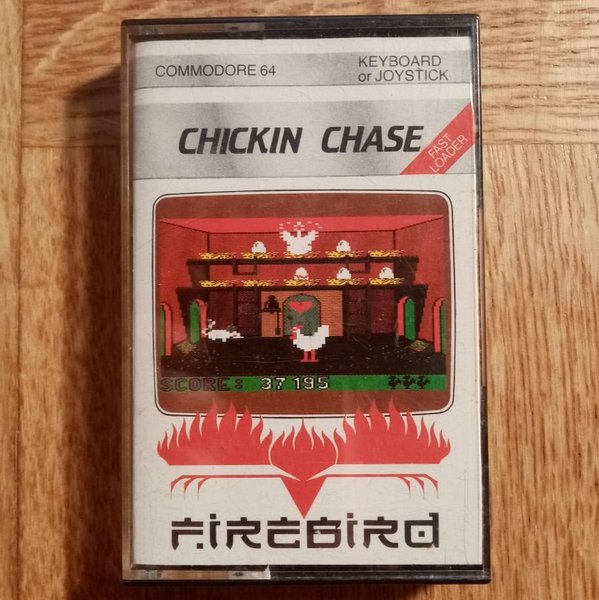 COMMODORE 64
KEYBOARD
or JOYSTICK
CHICKIN CHASE
FAST
LOADER
SCORE: 37195
FIREBIRD